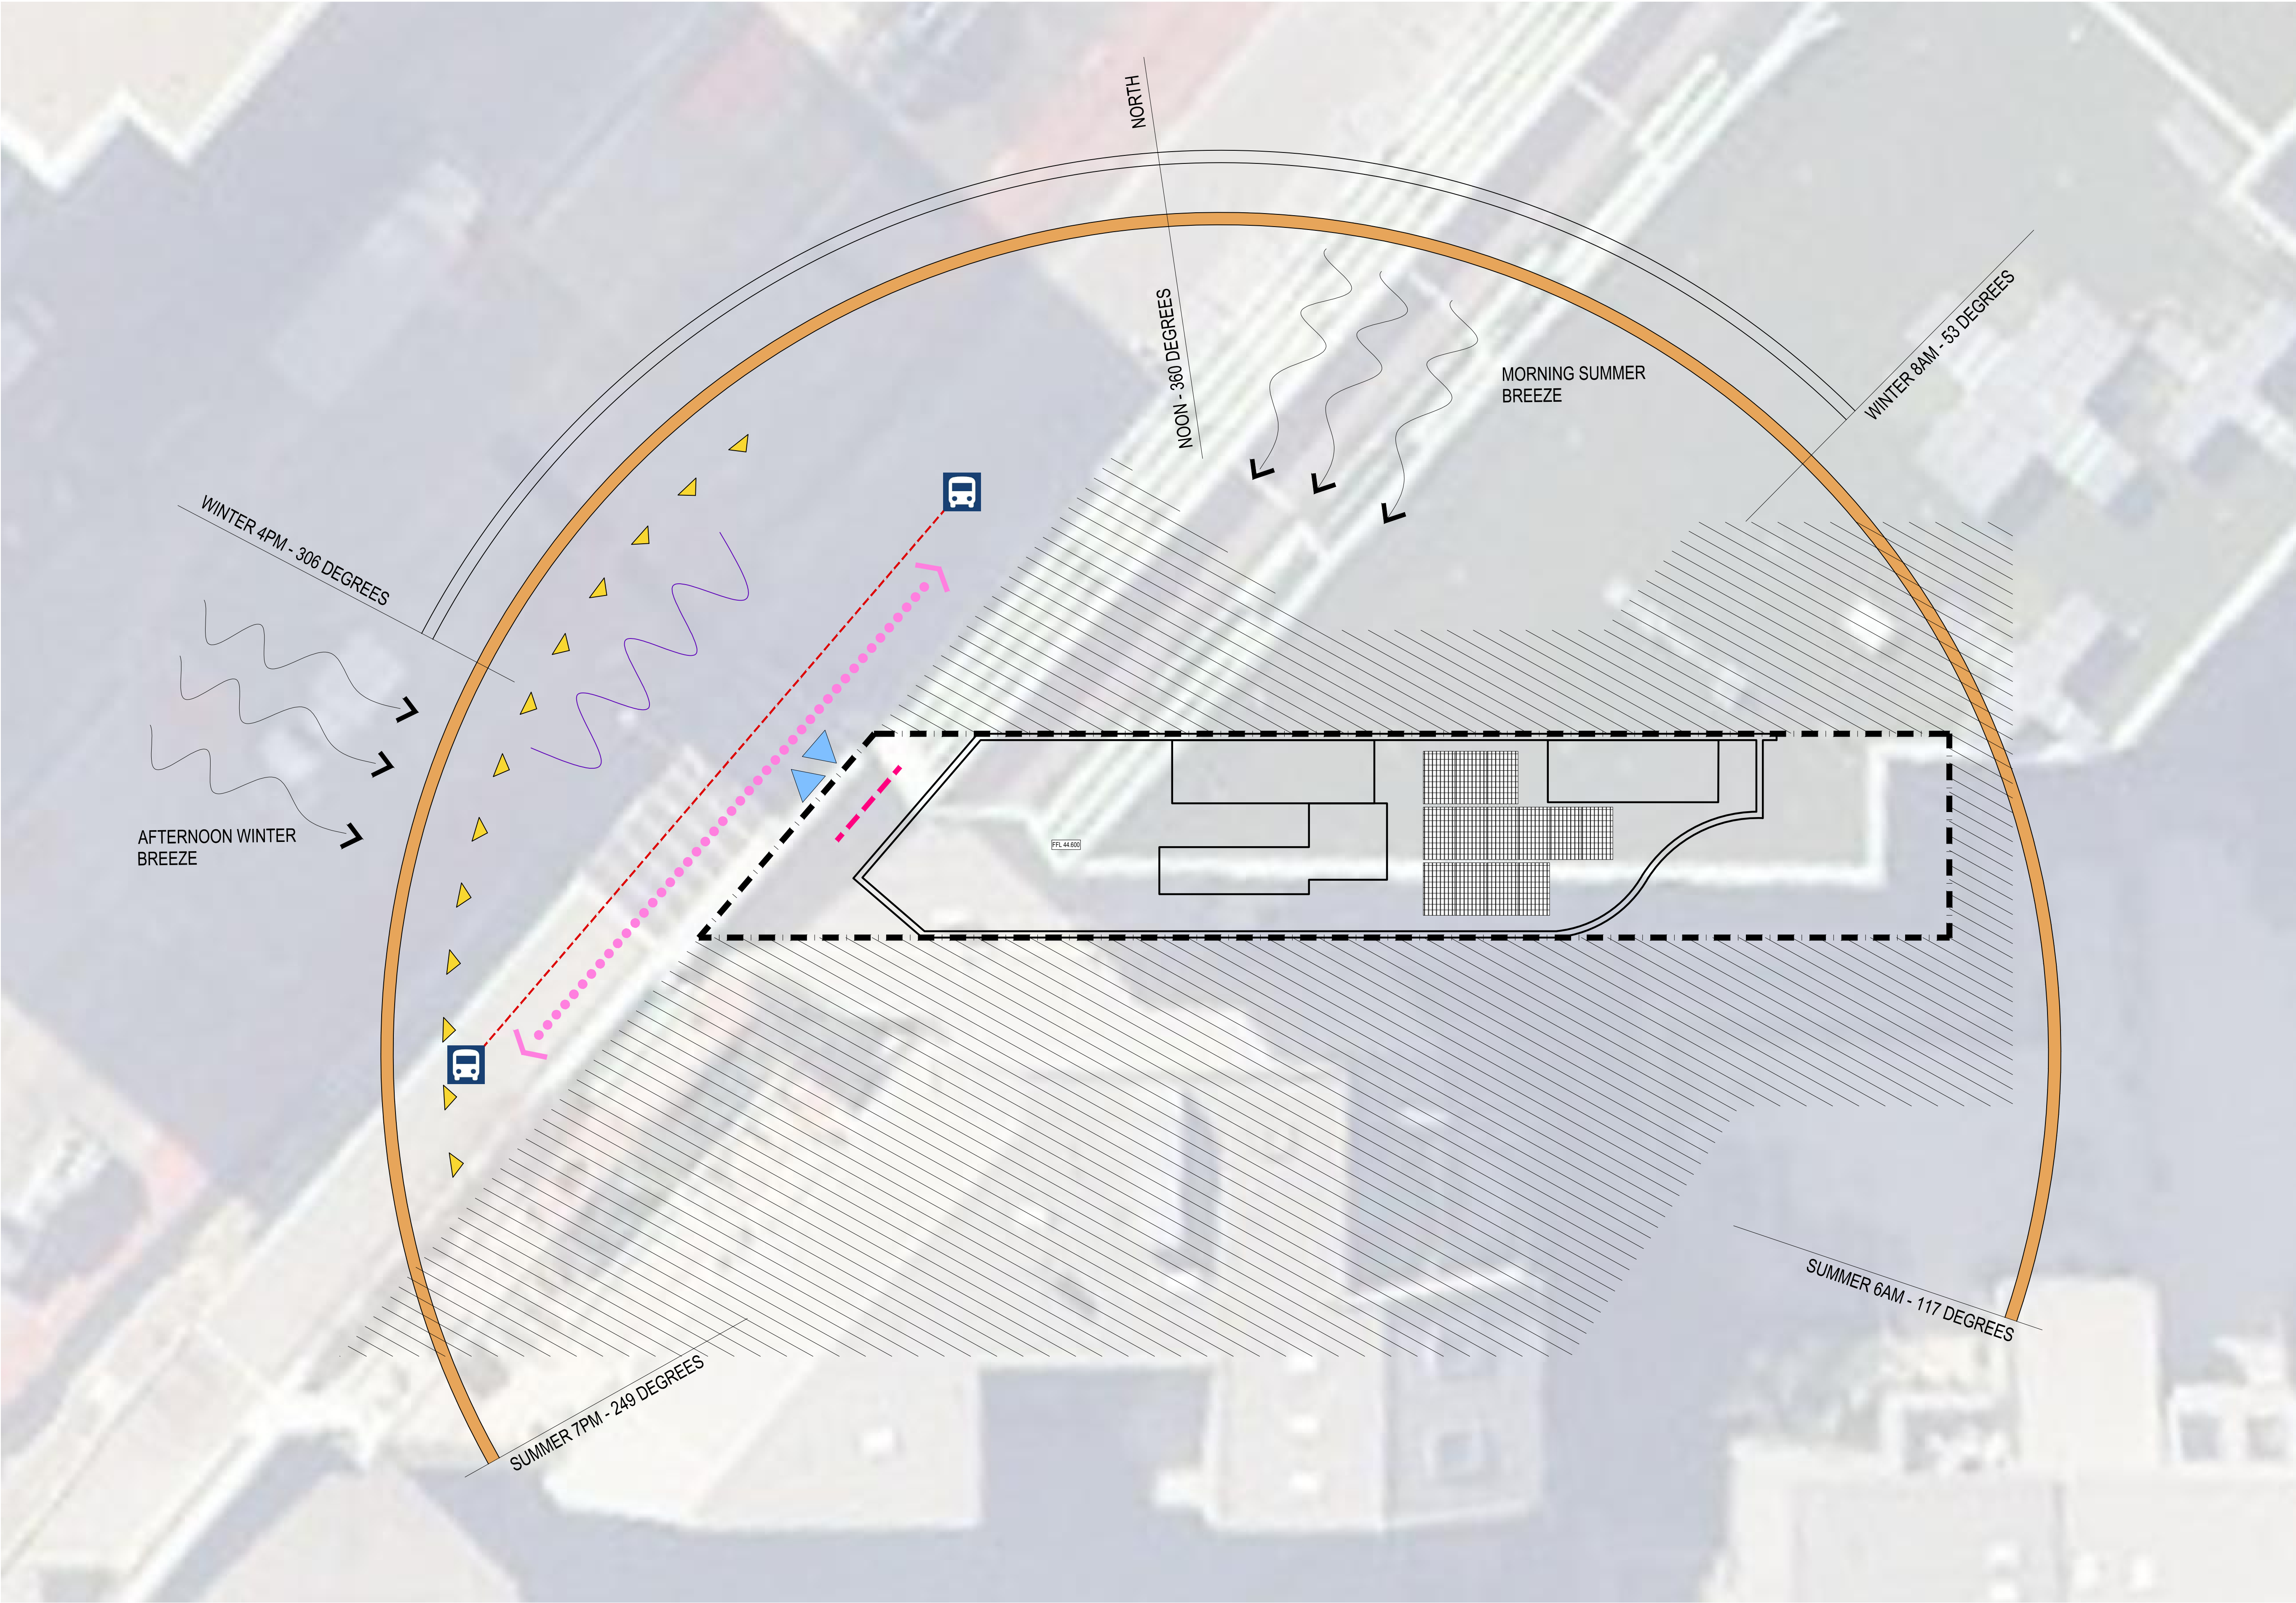 NORTH
NOON - 360 DEGREES
WINTER 8AM - 53 DEGREES
MORNING SUMMER
BREEZE
WINTER 4PM - 306 DEGREES
AFTERNOON WINTER
BREEZE
FFL 44.600
SUMMER 6AM - 117 DEGREES
SUMMER 7PM - 249 DEGREES